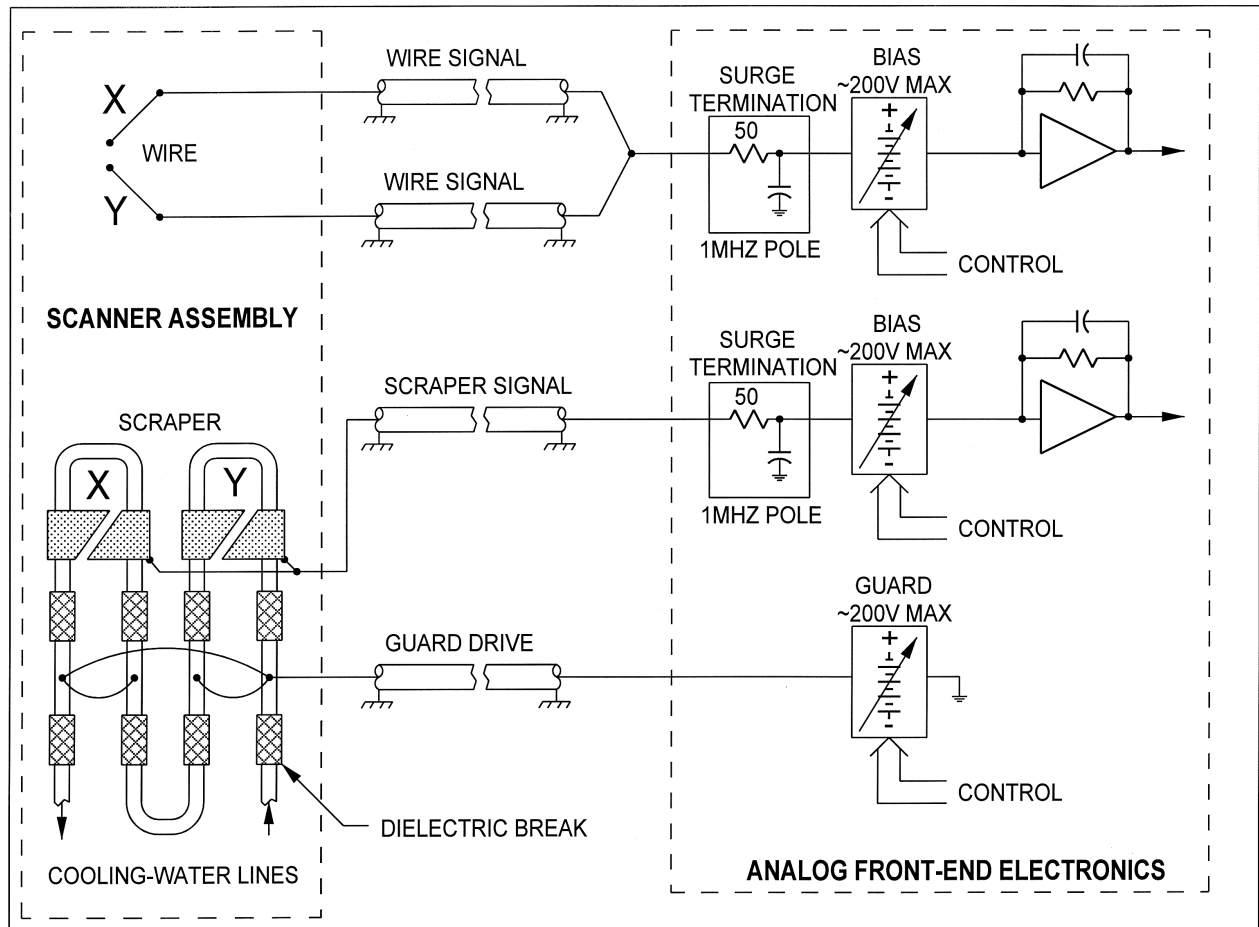 X
WIRE
Y
WIRE SIGNAL
WIRE SIGNAL
SURGE
TERMINATION
50
1MHZ POLE
BIAS
~200V MAX
+
-
CONTROL
SCANNER ASSEMBLY
SCRAPER
X
Y
SCRAPER SIGNAL
SURGE
TERMINATION
50
1MHZ POLE
BIAS
~200V MAX
+
-
CONTROL
GUARD DRIVE
GUARD
~200V MAX
+
-
CONTROL
DIELECTRIC BREAK
COOLING-WATER LINES
ANALOG FRONT-END ELECTRONICS